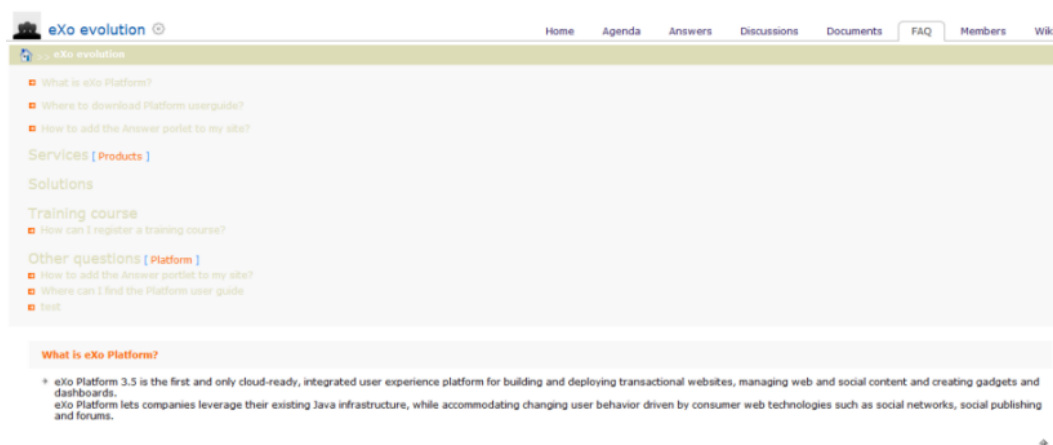 eXo evolution
Home Agenda Answers Discussions Documents FAQ Members Wik
>> eXo evolution
What is eXo Platform?
Where to download Platform userguide?
How to add the Answer porlet to my site?
Services [ Products ]
Solutions
Training course
How can I register a training course?
Other questions [ Platform ]
How to add the Answer portlet to my site?
Where can I find the Platform user guide
test
What is eXo Platform?
eXo Platform 3.5 is the first and only cloud-ready, integrated user experience platform for building and deploying transactional websites, managing web and social content and creating gadgets and
dashboards.
eXo Platform lets companies leverage their existing Java infrastructure, while accommodating changing user behavior driven by consumer web technologies such as social networks, social publishing
and forums.